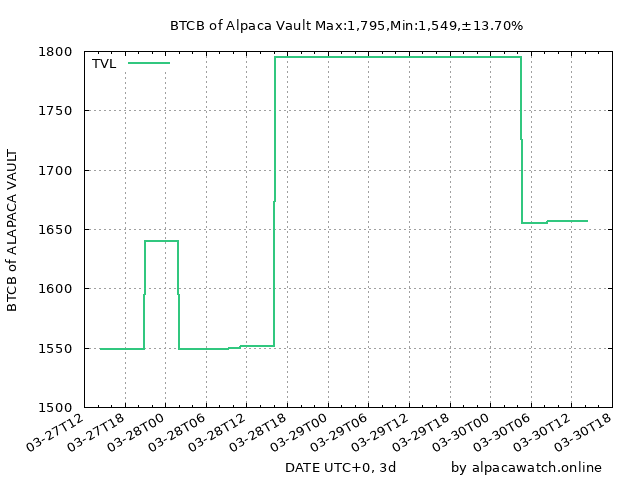 BTCB of Alpaca Vault Max:1,795,Min:1,549,±13.70%
TVL
1800
1750
1700
1650
1600
1550
1500
BTCB of ALAPACA VAULT
03-27T12
03-27T18
03-28T00
03-28T06
03-28T12
03-28T18
03-29T00
03-29T06
03-29T12
03-29T18
03-30T00
03-30T06
03-30T12
03-30T18
DATE UTC+0, 3d
by alpacawatch.online